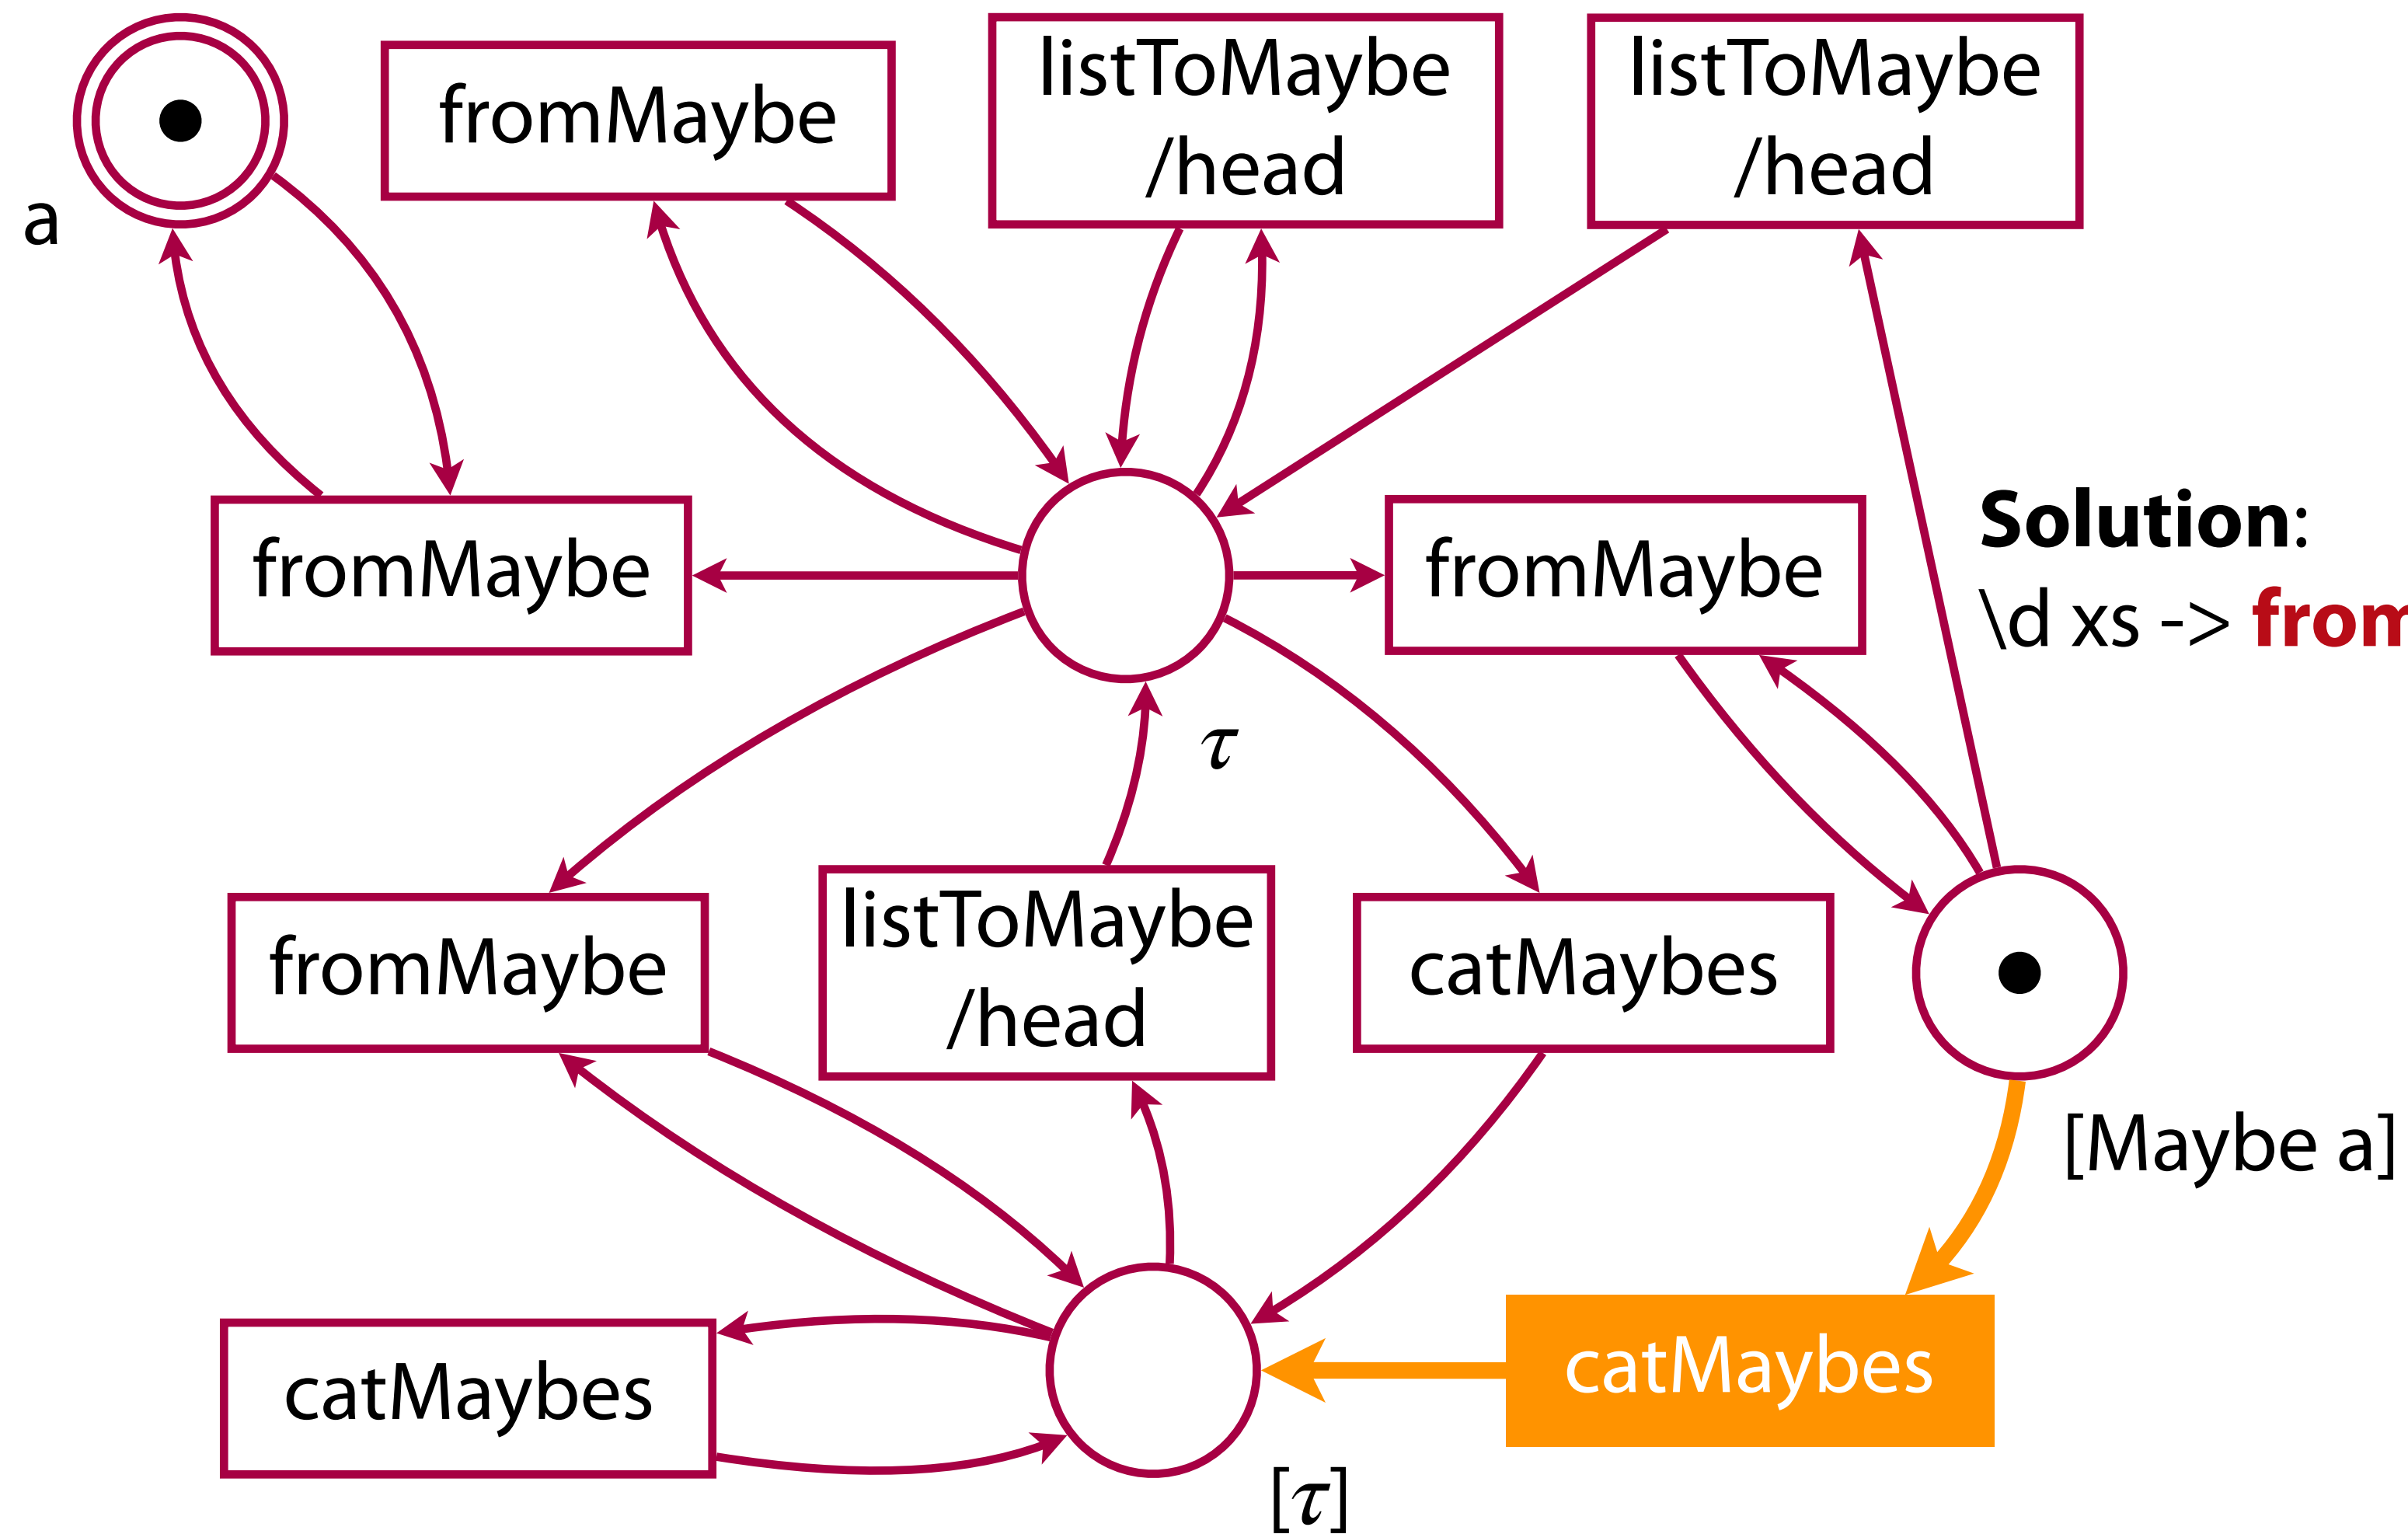 fromMaybe
listToMaybe
/head
listToMaybe
/head
a
fromMaybe
fromMaybe
Solution:
\d xs -> from
τ
fromMaybe
listToMaybe
/head
catMaybes
[Maybe a]
catMaybes
catMaybes
[τ]